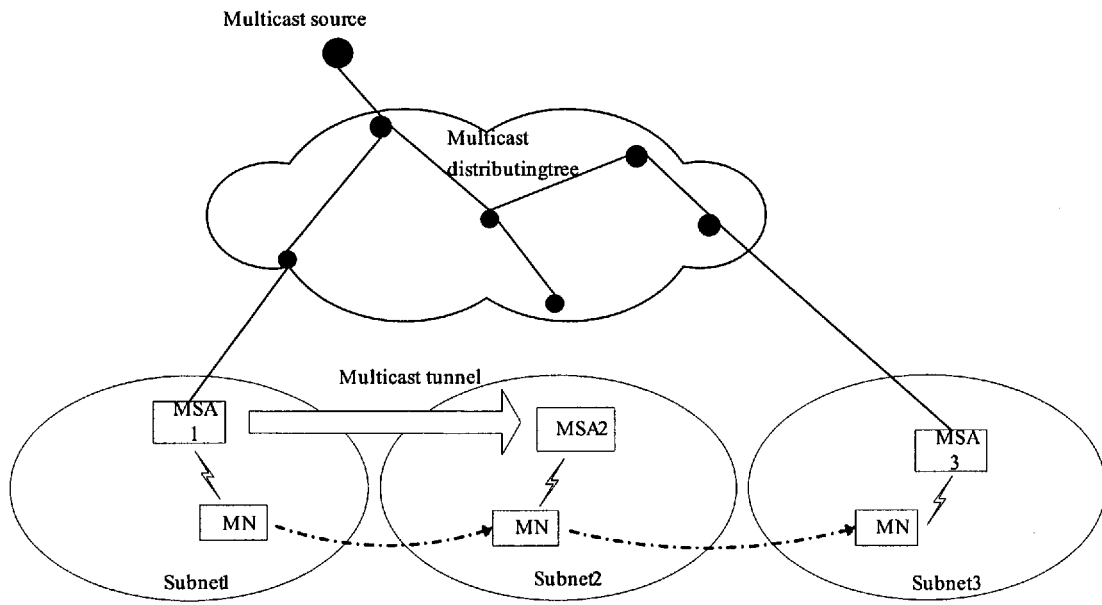 Multicast source
Multicast
distributingtree
Multicast tunnel
MSA
1
MSA2
MSA
3
MN
MN
MN
Subnet1
Subnet2
Subnet3